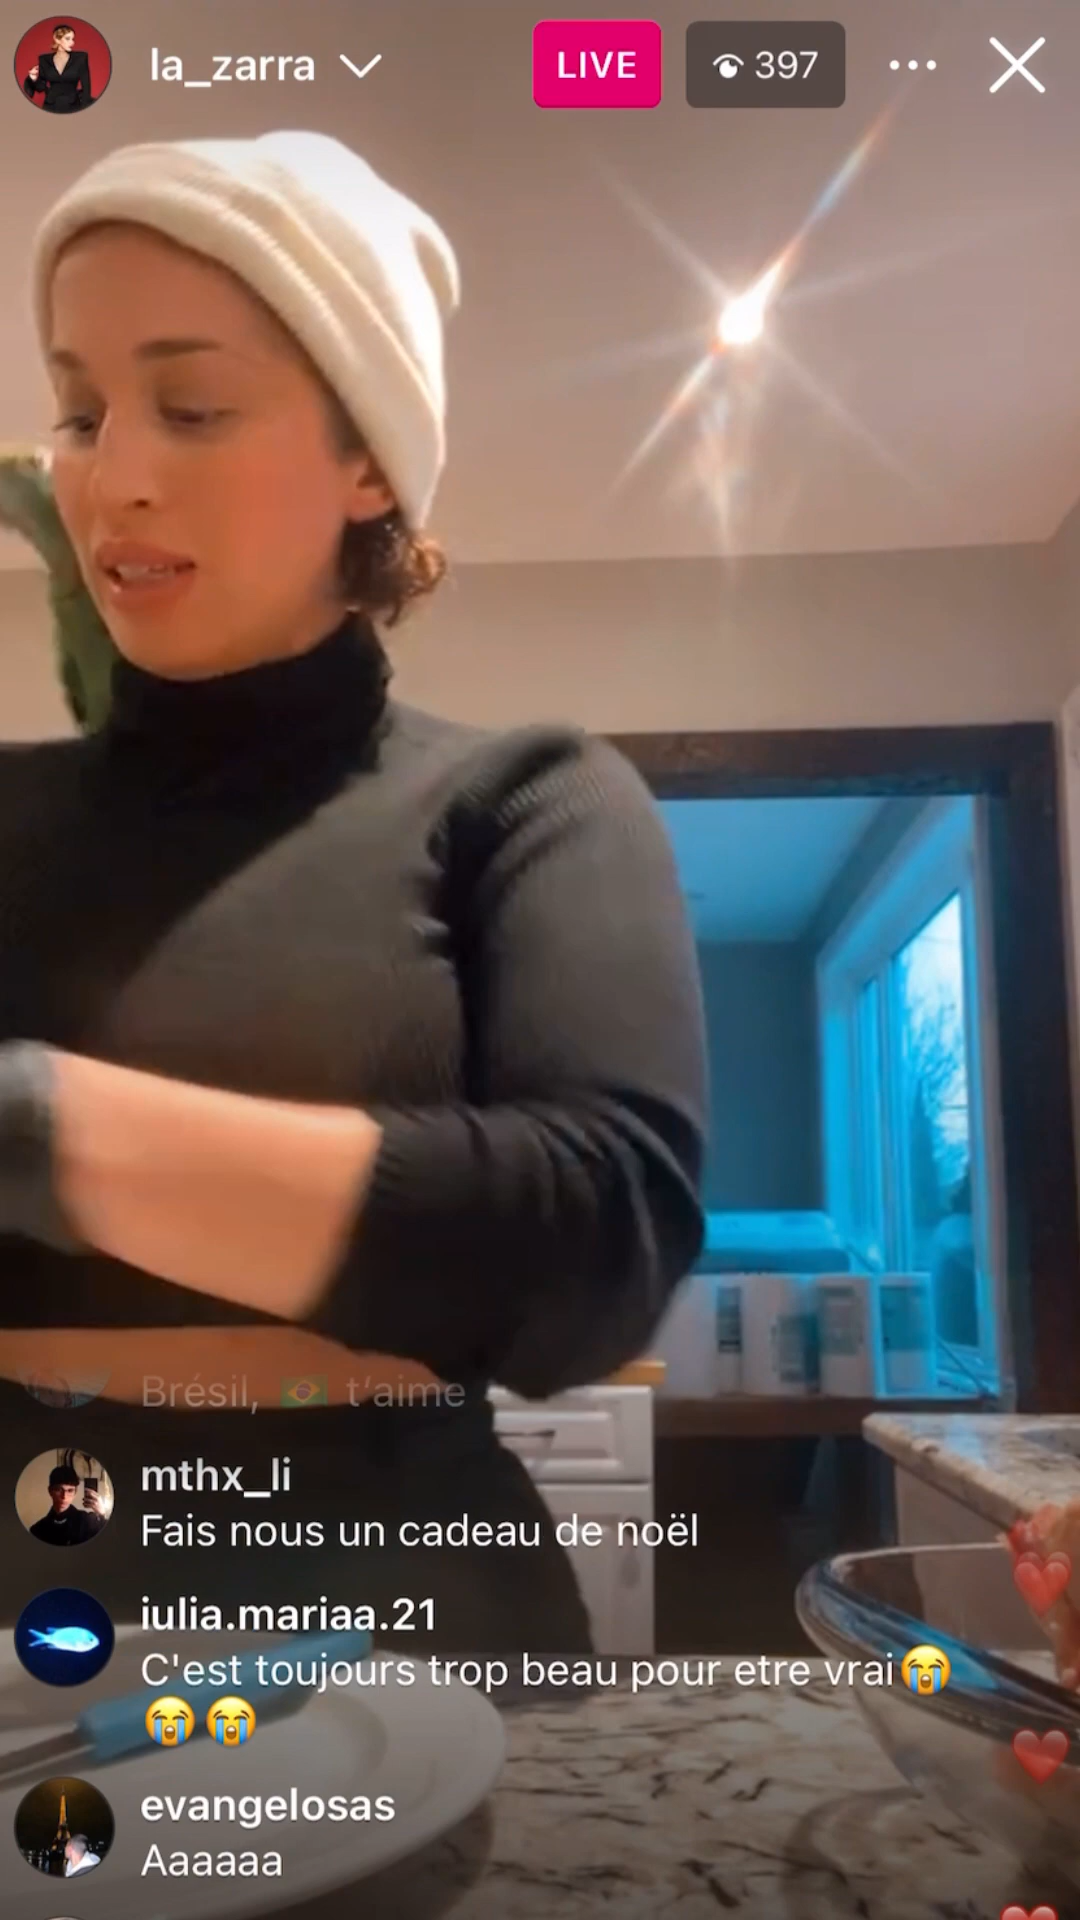 la_zarra
LIVE
397
Brésil, 🇧🇷 t'aime
mthx_li
Fais nous un cadeau de noël
iulia.mariaa.21
C'est toujours trop beau pour etre vrai😭
😭😭
evangelosas
Aaaaaa